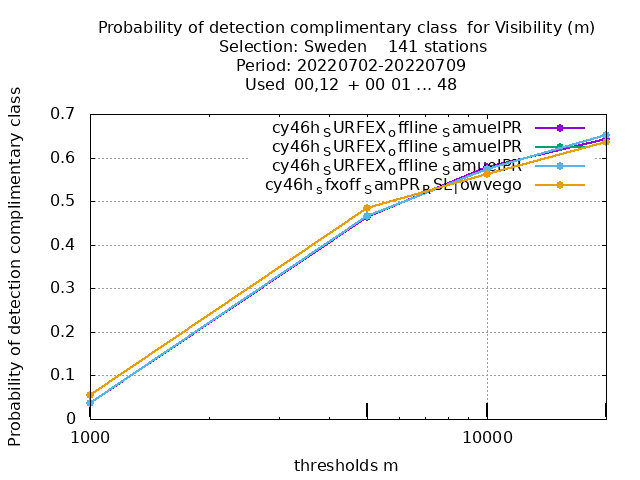 Probability of detection complimentary class for Visibility (m)
Selection: Sweden 141 stations
Period: 20220702-20220709
Used 00,12 + 00 01 ... 48
Probability of detection complimentary class
0.7
0.6
0.5
0.4
0.3
0.2
0.1
0
cy46h_SURFEX_offline_SamuelPR
cy46h_SURFEX_offline_SamuelPR
cy46h_SURFEX_offline_SamuelPR
cy46h_sfxoff_SamPR_RSL_lowvego
1000
10000
thresholds m